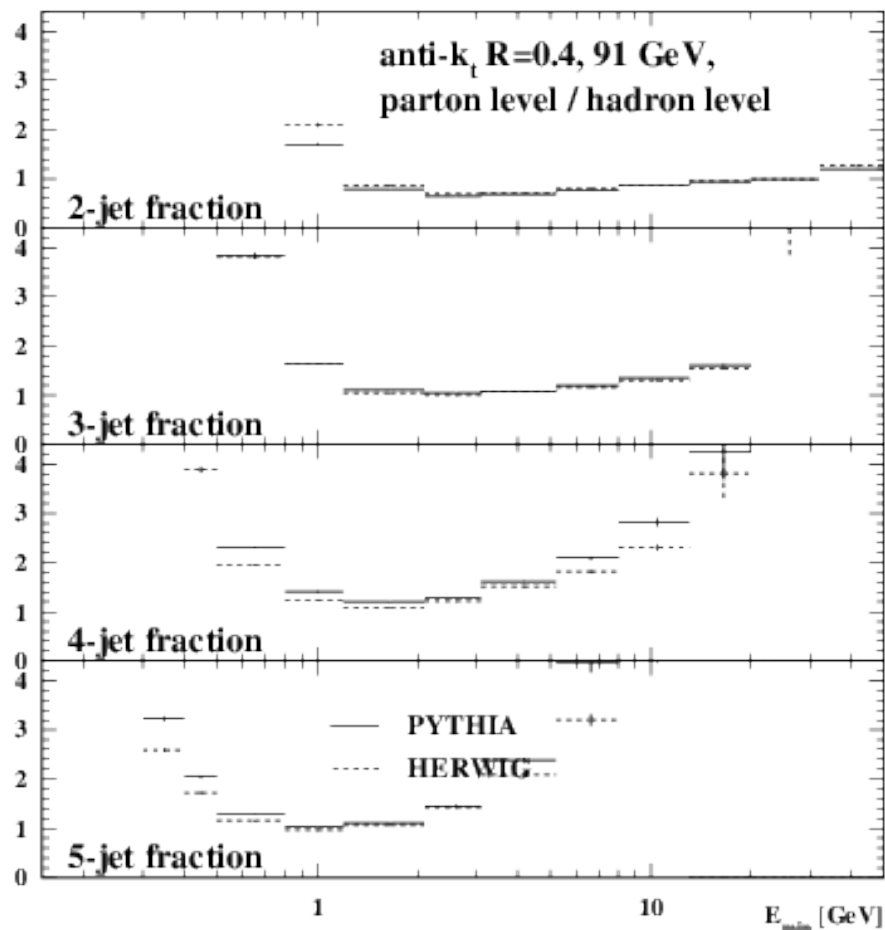 4
3
2
1
0
anti-k_t R=0.4, 91 GeV,
parton level / hadron level
2-jet fraction
4
3
2
1
0
3-jet fraction
4
3
2
1
0
4-jet fraction
4
3
2
1
0
PYTHIA
HERWIG
5-jet fraction
1
10
E_min [GeV]